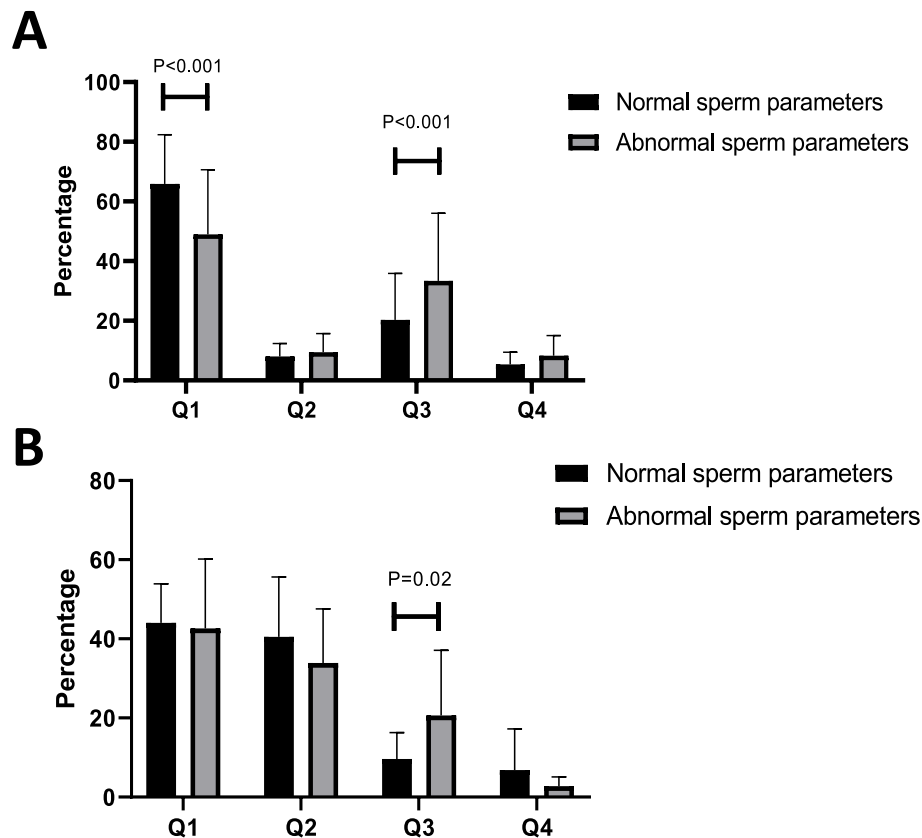 A
P<0.001
P<0.001
Normal sperm parameters
Abnormal sperm parameters
Percentage
100
80
60
40
20
0
Q1 Q2 Q3 Q4
B
Normal sperm parameters
Abnormal sperm parameters
P=0.02
Percentage
80
60
40
20
0
Q1 Q2 Q3 Q4